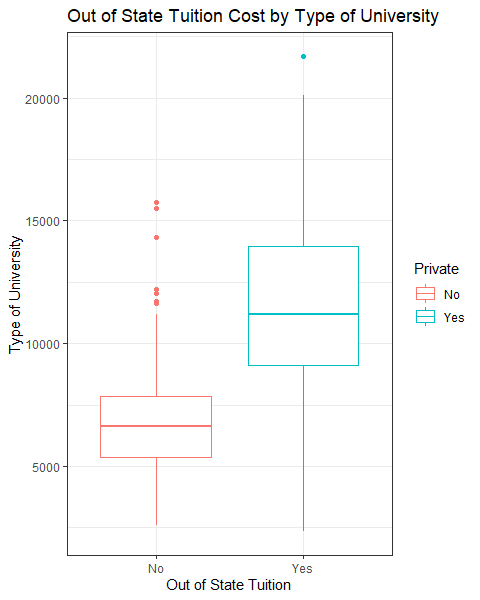 Out of State Tuition Cost by Type of University
20000
15000
10000
5000
Type of University
No
Yes
Out of State Tuition
Private
No
Yes